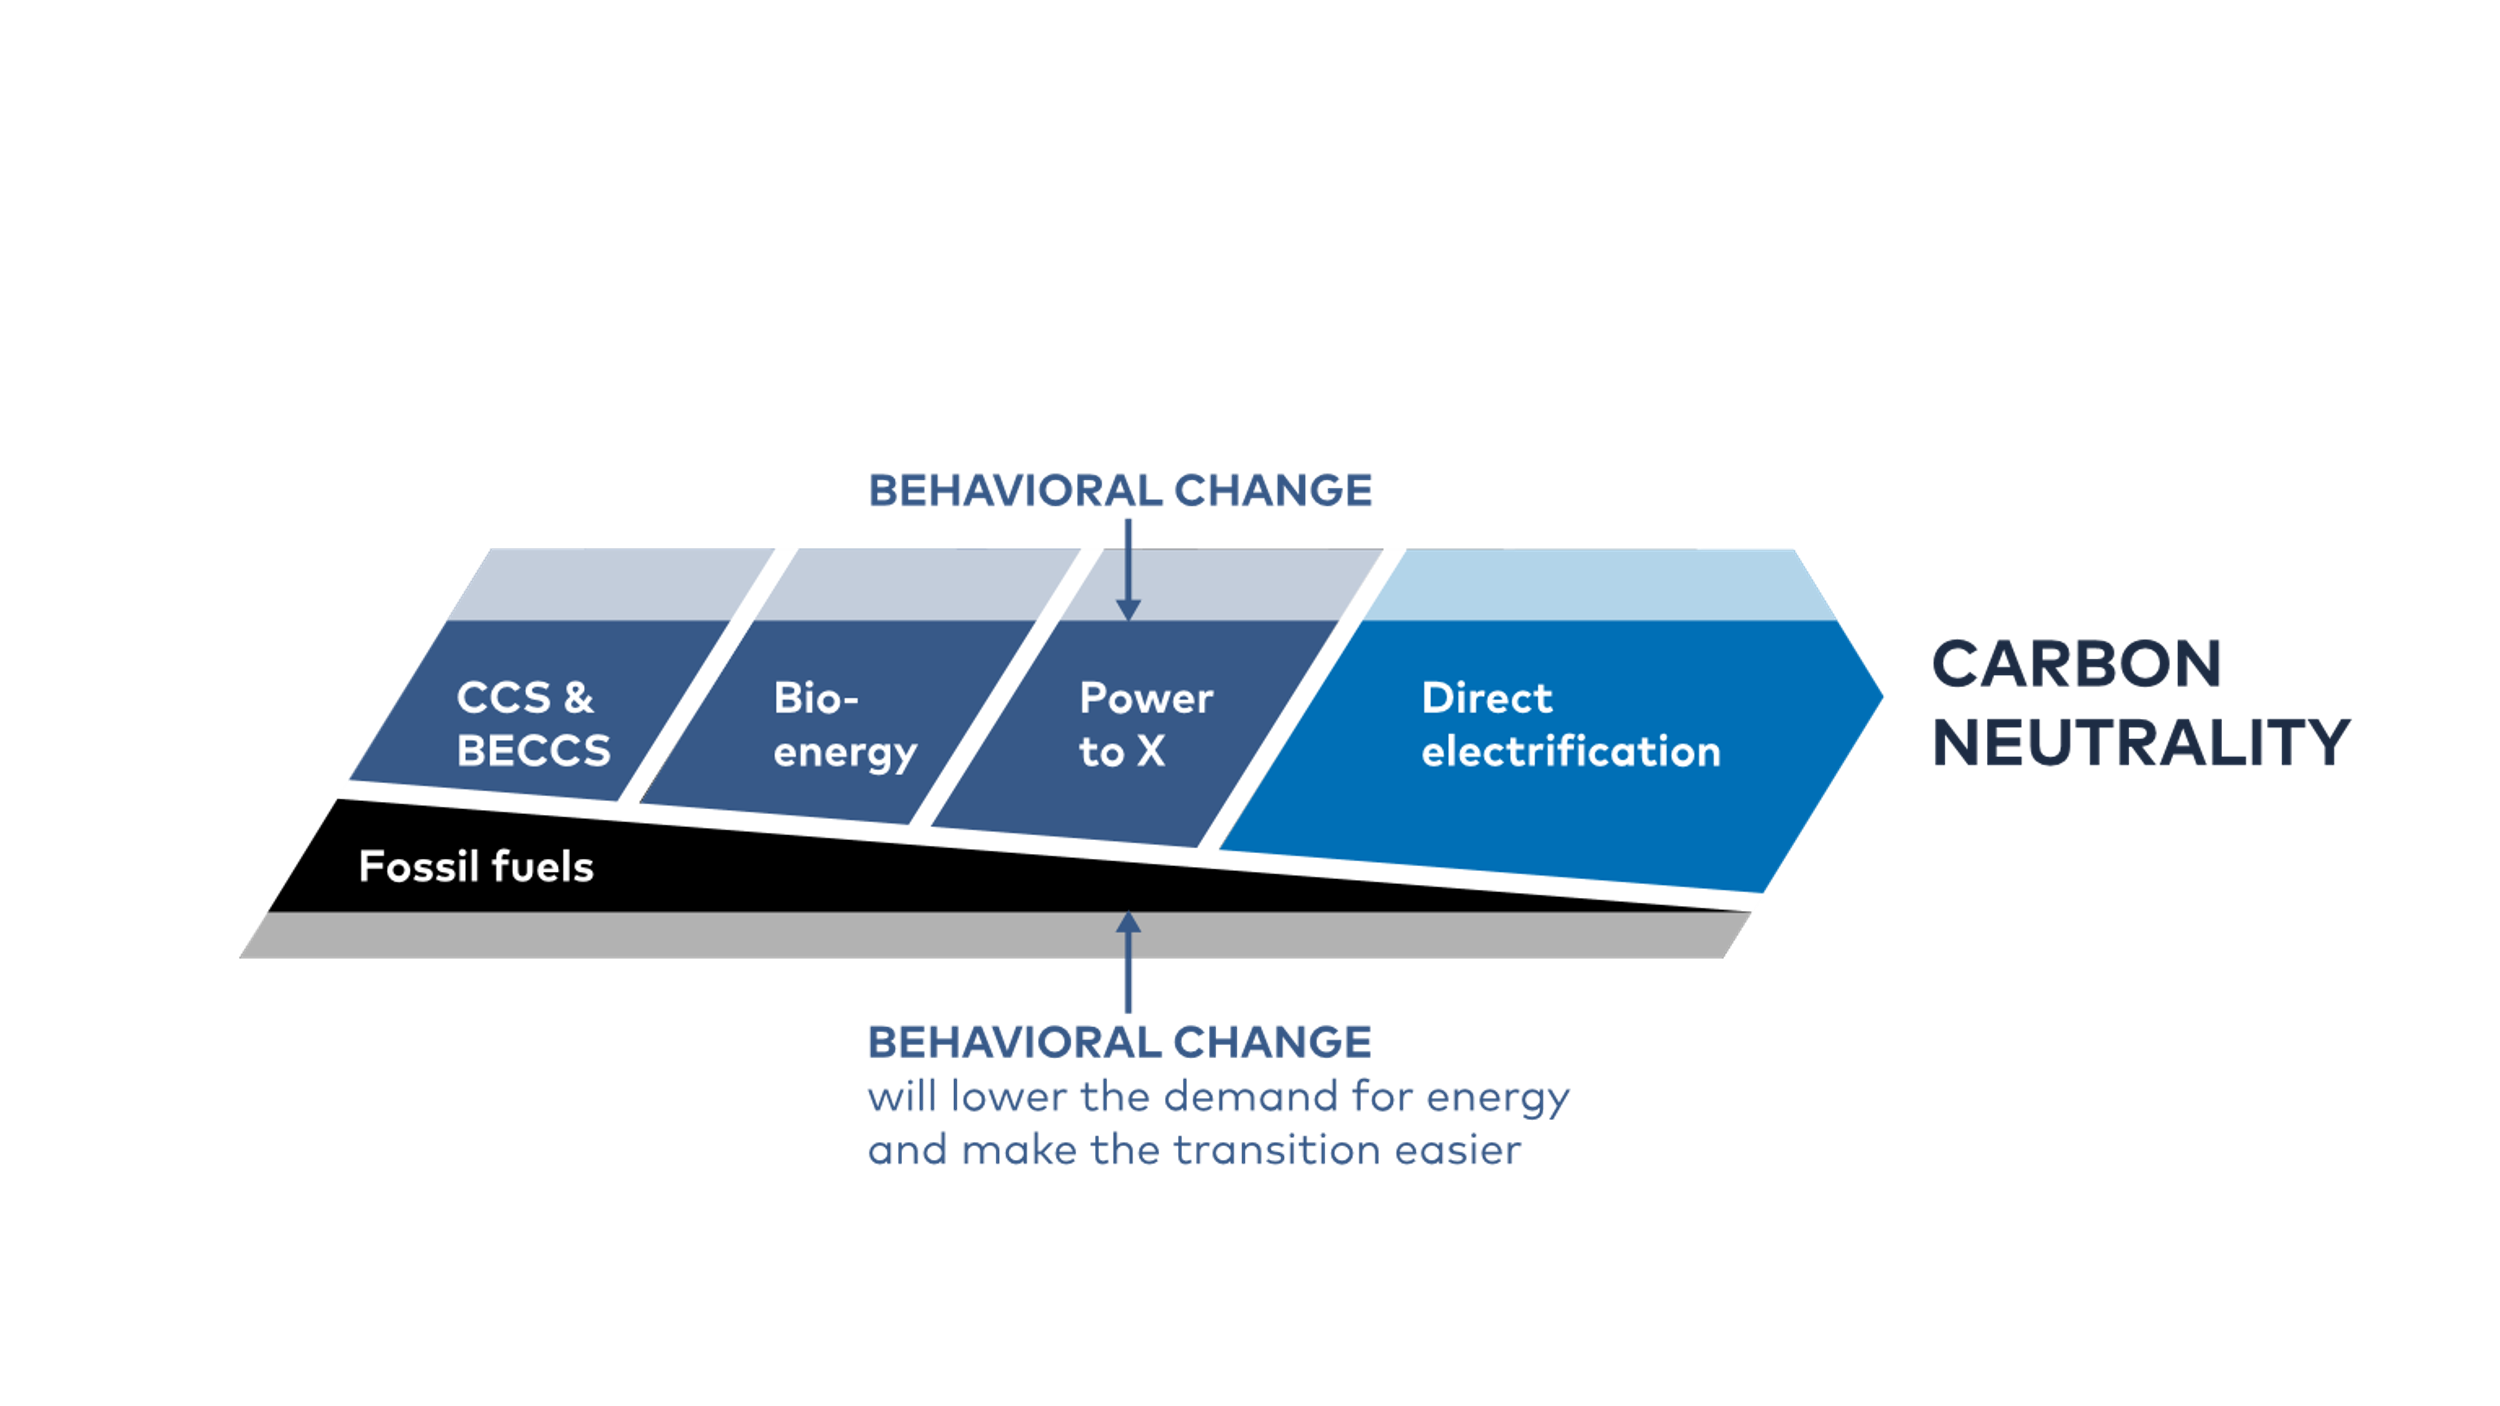 BEHAVIORAL CHANGE
CCS &
BECCS
Bio-
energy
Power
to X
Direct
electrification
CARBON
NEUTRALITY
Fossil fuels
BEHAVIORAL CHANGE
will lower the demand for energy
and make the transition easier